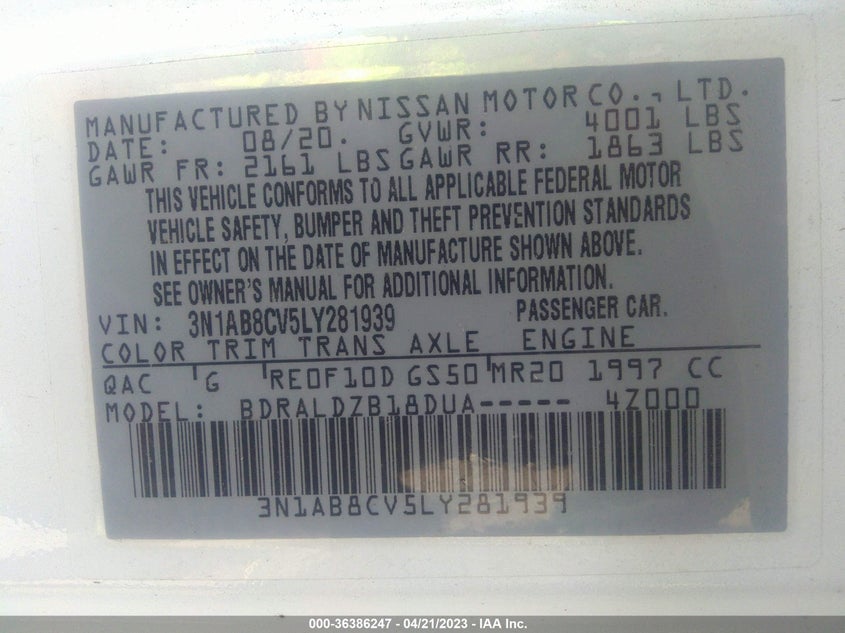 MANUFACTURED BY NISSAN MOTOR CO., LTD.
DATE: 08/20. GVWR: 4001 LBS
GAWR FR: 2161 LBS GAWR RR: 1863 LBS
THIS VEHICLE CONFORMS TO ALL APPLICABLE FEDERAL MOTOR
VEHICLE SAFETY, BUMPER AND THEFT PREVENTION STANDARDS
IN EFFECT ON THE DATE OF MANUFACTURE SHOWN ABOVE.
SEE OWNER'S MANUAL FOR ADDITIONAL INFORMATION.
VIN: 3N1AB8CV5LY281939 PASSENGER CAR.
COLOR TRIM TRANS AXLE ENGINE
QAC G RE0F10D GS50 MR20 1997 CC
MODEL: BDRALDZB18DUA----- 4Z000
3N1AB8CV5LY281939
000-36386247 - 04/21/2023 - IAA Inc.